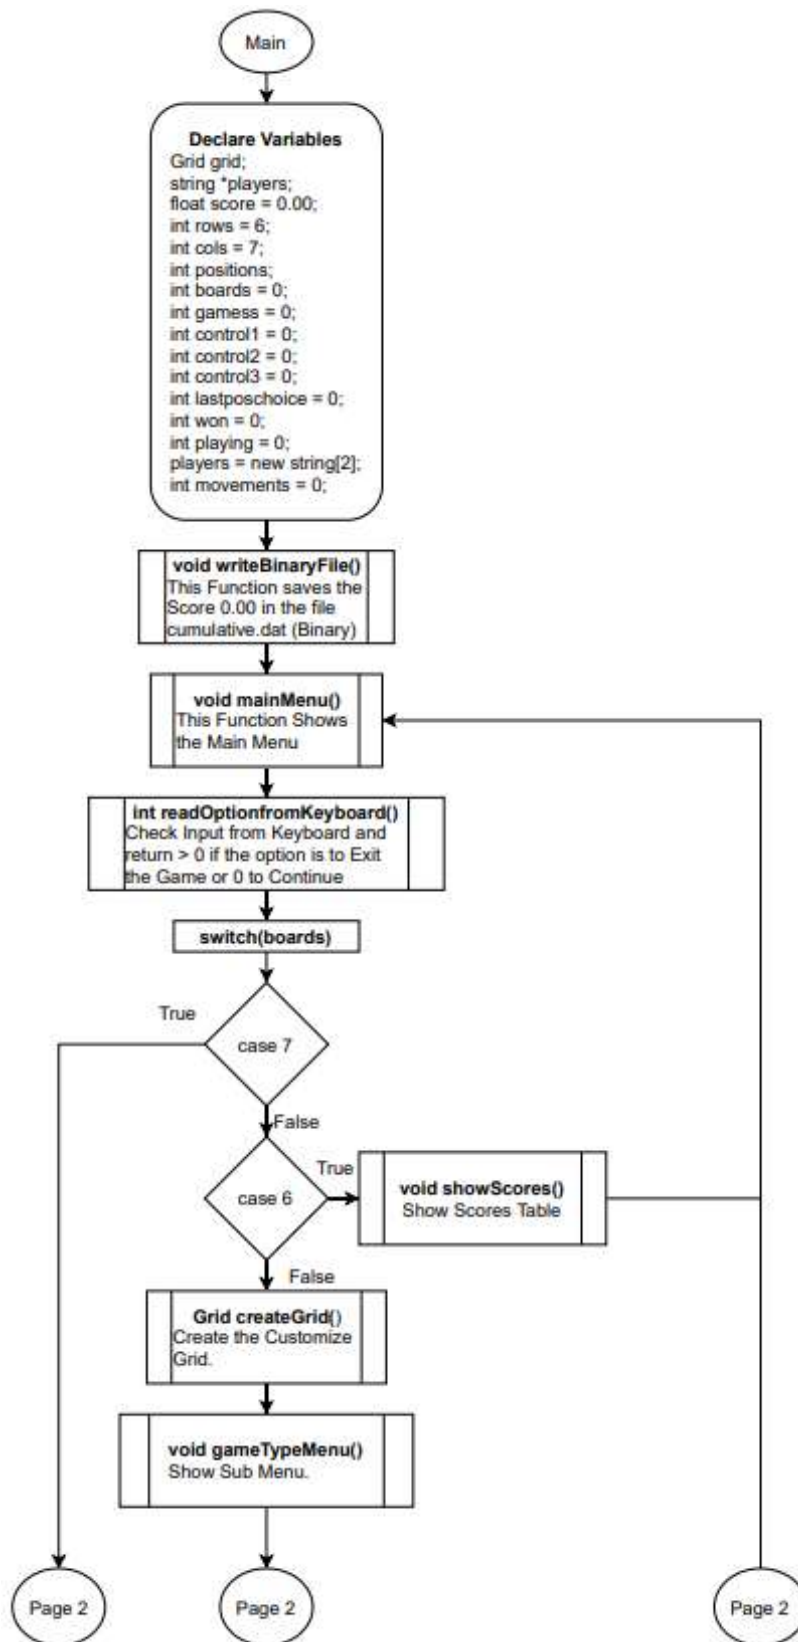 Main
Declare Variables
Grid grid;
string *players;
float score = 0.00;
int rows = 6;
int cols = 7;
int positions;
int boards = 0;
int gamess = 0;
int control1 = 0;
int control2 = 0;
int control3 = 0;
int lastposchoice = 0;
int won = 0;
int playing = 0;
players = new string[2];
int movements = 0;
void writeBinaryFile()
This Function saves the
Score 0.00 in the file
cumulative.dat (Binary)
void mainMenu()
This Function Shows
the Main Menu
int readOptionfromKeyboard()
Check Input from Keyboard and
return > 0 if the option is to Exit
the Game or 0 to Continue
switch(boards)
True
case 7
False
True
case 6
void showScores()
Show Scores Table
False
Grid createGrid()
Create the Customize
Grid.
void gameTypeMenu()
Show Sub Menu.
Page 2
Page 2
Page 2